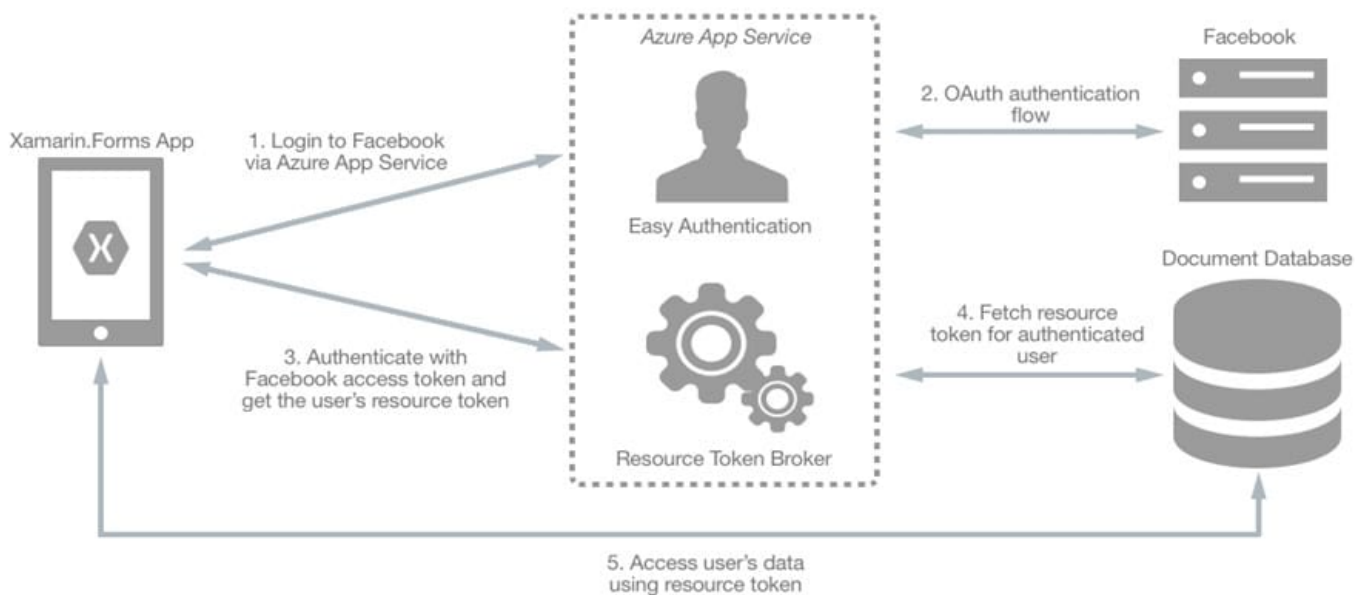 Azure App Service
Facebook
2. OAuth authentication
flow
Xamarin.Forms App
1. Login to Facebook
via Azure App Service
X
Easy Authentication
Document Database
4. Fetch resource
token for authenticated
user
3. Authenticate with
Facebook access token and
get the user's resource token
Resource Token Broker
5. Access user's data
using resource token